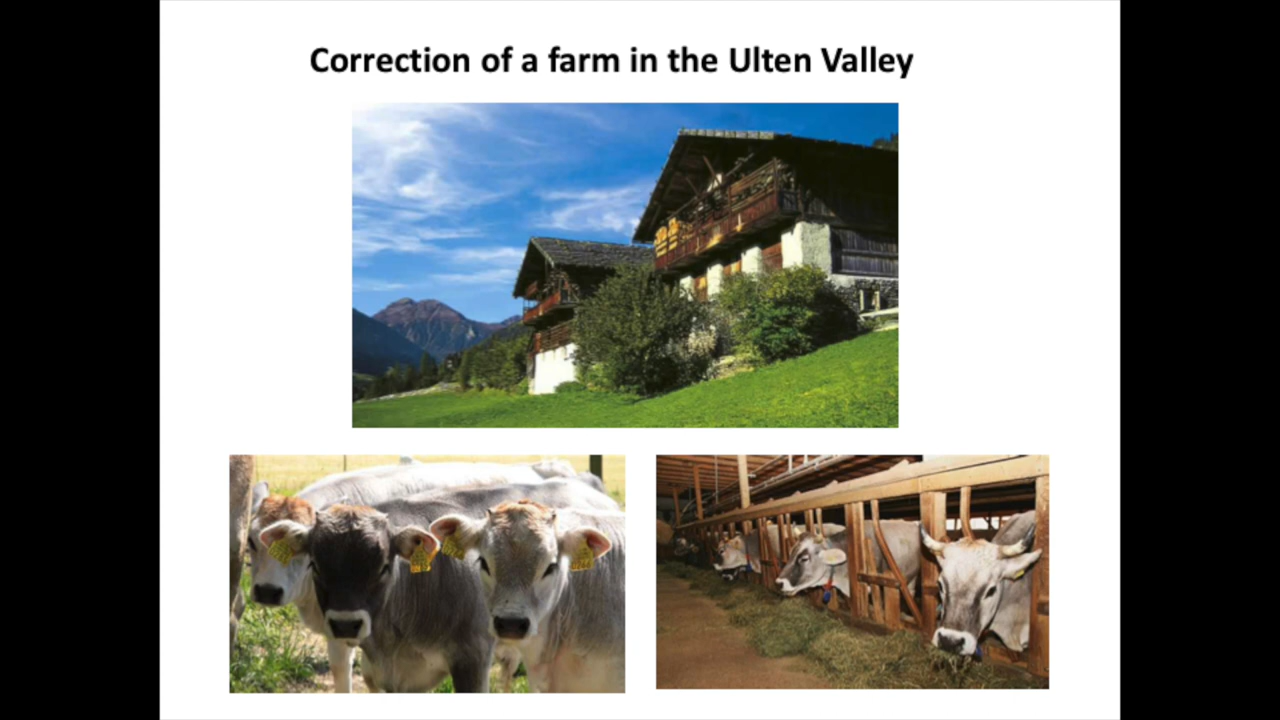 Correction of a farm in the Ulten Valley